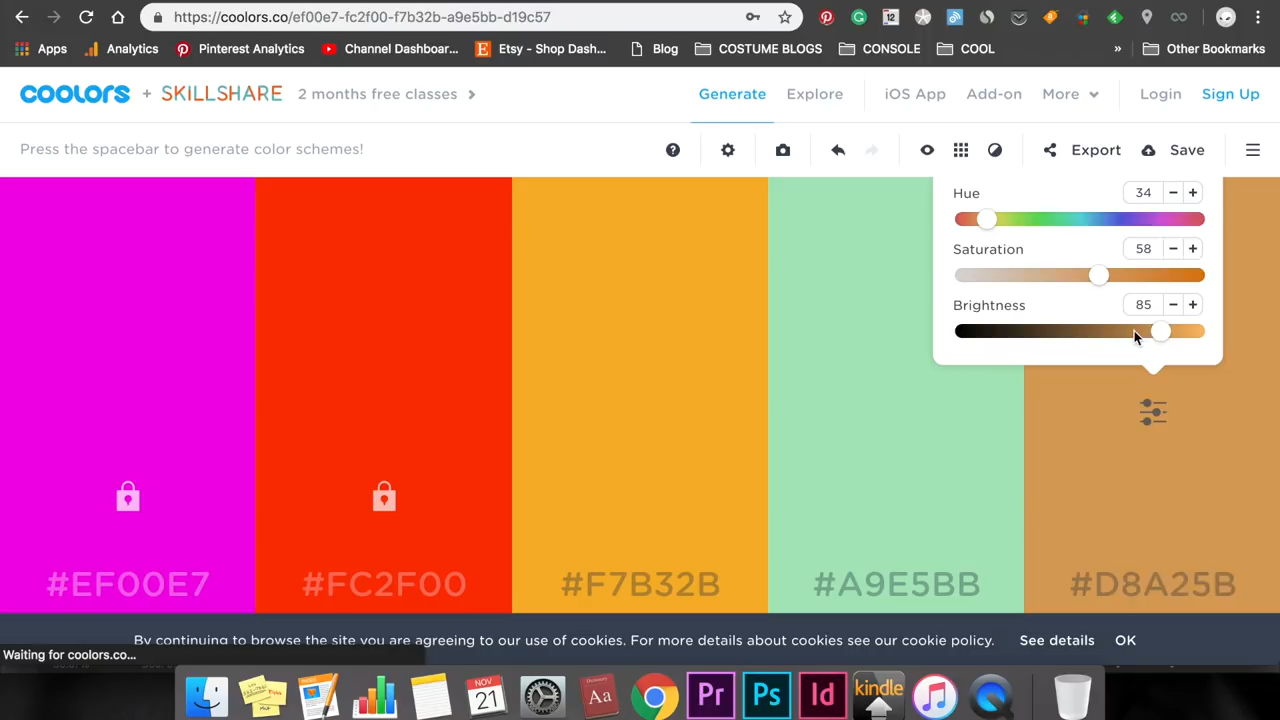 https://coolors.co/ef00e7-fc2f00-f7b32b-a9e5bb-d19c57
12
Apps Analytics Pinterest Analytics Channel Dashboar... Etsy - Shop Dash... Blog COSTUME BLOGS CONSOLE COOL » Other Bookmarks
coolors + SKILLSHARE 2 months free classes Generate Explore iOS App Add-on More Login Sign Up
Press the spacebar to generate color schemes! Export Save
Hue 34 − +
Saturation 58 − +
Brightness 85 − +
#EF00E7 #FC2F00 #F7B32B #A9E5BB #D8A25B
By continuing to browse the site you are agreeing to our use of cookies. For more details about cookies see our cookie policy. See details OK
Waiting for coolors.co...
NOV
21
Aa
Pr
Ps
Id
kindle